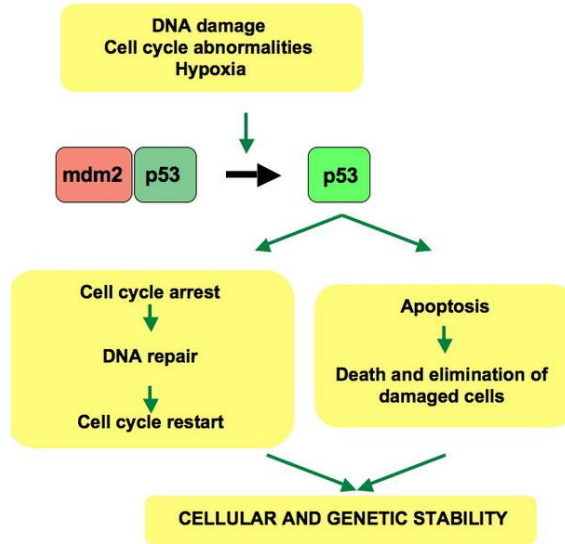 DNA damage
Cell cycle abnormalities
Hypoxia
mdm2 p53
p53
Cell cycle arrest
DNA repair
Cell cycle restart
Apoptosis
Death and elimination of
damaged cells
CELLULAR AND GENETIC STABILITY